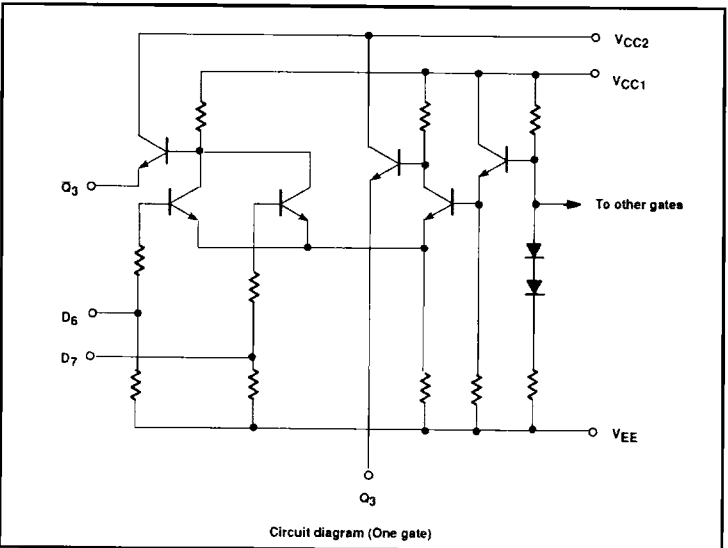 VCC2
VCC1
Q̅3
To other gates
D6
D7
VEE
Q3
Circuit diagram (One gate)